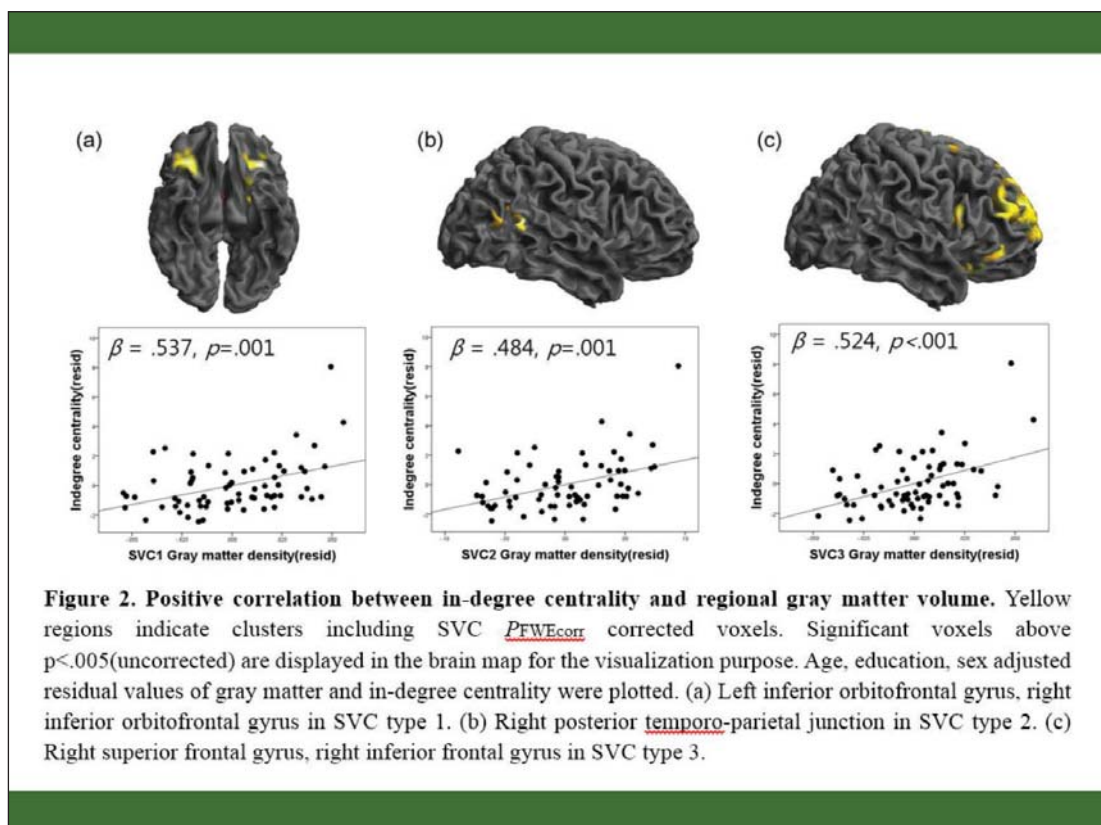 (a)
(b)
(c)
β = .537, p=.001
β = .484, p=.001
β = .524, p<.001
Indegree centrality(resid)
Indegree centrality(resid)
Indegree centrality(resid)
SVC1 Gray matter density(resid)
SVC2 Gray matter density(resid)
SVC3 Gray matter density(resid)
Figure 2. Positive correlation between in-degree centrality and regional gray matter volume. Yellow
regions indicate clusters including SVC PFWEcorr corrected voxels. Significant voxels above
p<.005(uncorrected) are displayed in the brain map for the visualization purpose. Age, education, sex adjusted
residual values of gray matter and in-degree centrality were plotted. (a) Left inferior orbitofrontal gyrus, right
inferior orbitofrontal gyrus in SVC type 1. (b) Right posterior temporo-parietal junction in SVC type 2. (c)
Right superior frontal gyrus, right inferior frontal gyrus in SVC type 3.